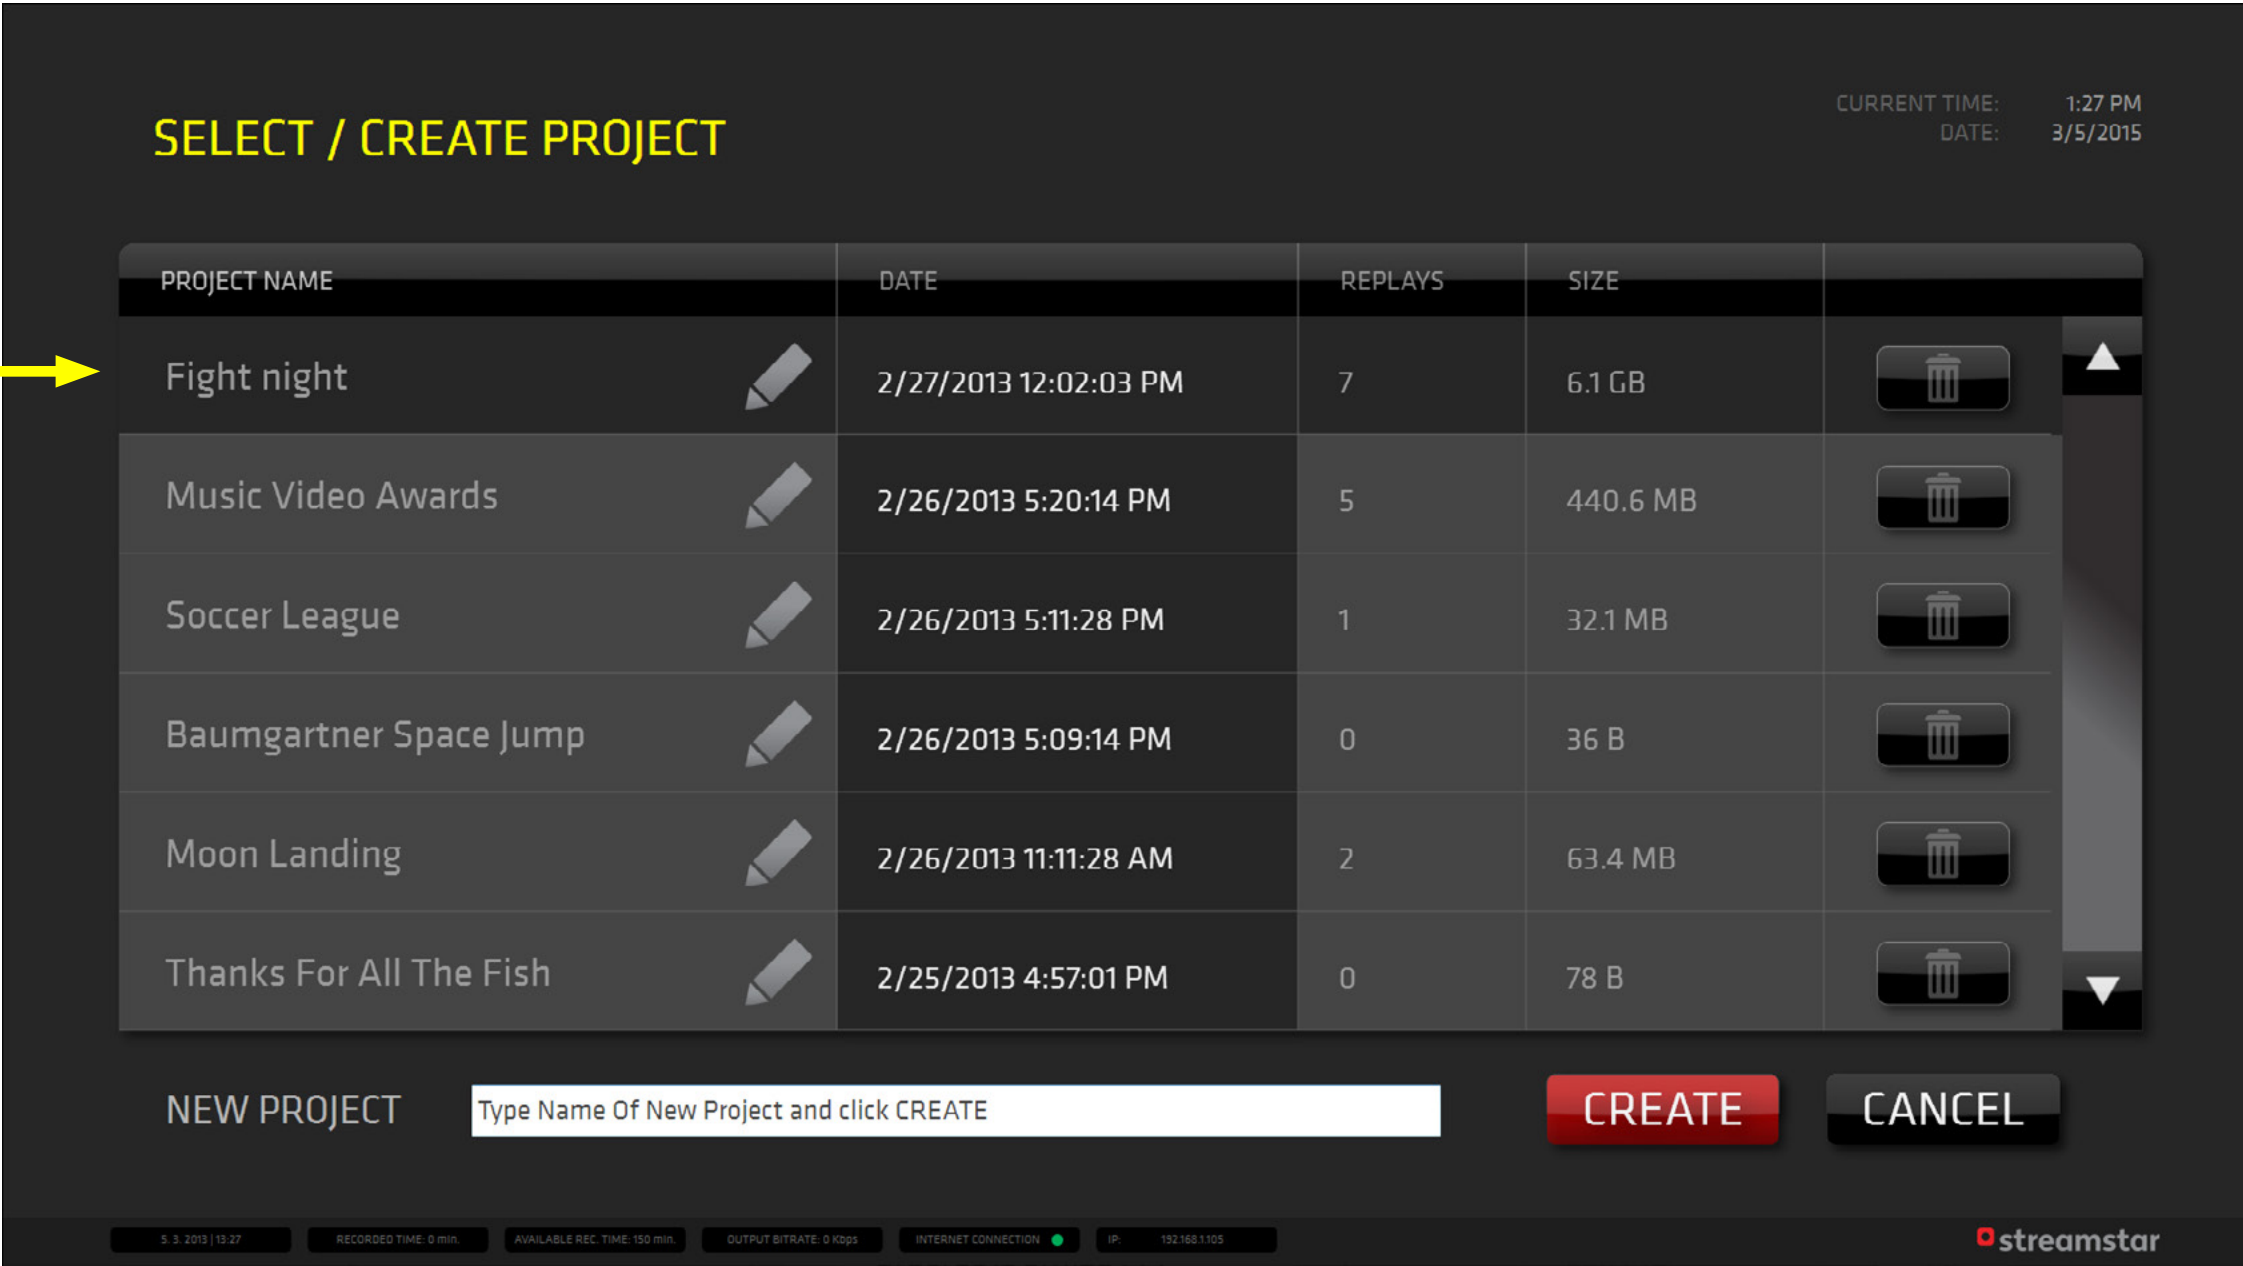 CURRENT TIME: 1:27 PM
SELECT / CREATE PROJECT
DATE: 3/5/2015
PROJECT NAME DATE REPLAYS SIZE
Fight night 2/27/2013 12:02:03 PM 7 6.1 GB
Music Video Awards 2/26/2013 5:20:14 PM 5 440.6 MB
Soccer League 2/26/2013 5:11:28 PM 1 32.1 MB
Baumgartner Space Jump 2/26/2013 5:09:14 PM 0 36 B
Moon Landing 2/26/2013 11:11:28 AM 2 63.4 MB
Thanks For All The Fish 2/25/2013 4:57:01 PM 0 78 B
NEW PROJECT Type Name Of New Project and click CREATE CREATE CANCEL
5. 3. 2013 | 13:27 RECORDED TIME: 0 min. AVAILABLE REC. TIME: 150 min. OUTPUT BITRATE: 0 Kbps INTERNET CONNECTION IP: 192.168.1.105 streamstar